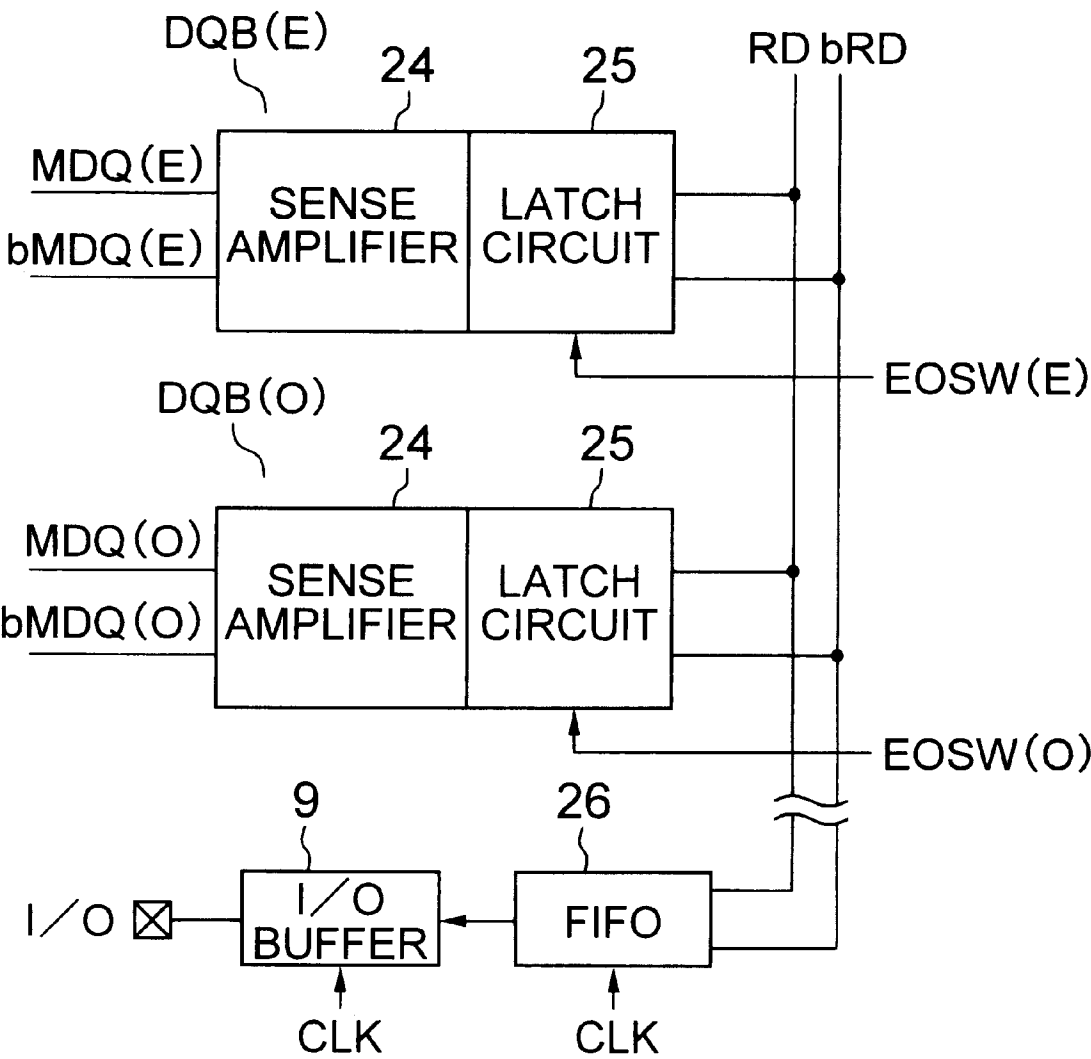 DQB(E)
24
25
RD bRD
MDQ(E)
bMDQ(E)
SENSE
AMPLIFIER
LATCH
CIRCUIT
EOSW(E)
DQB(O)
24
25
MDQ(O)
bMDQ(O)
SENSE
AMPLIFIER
LATCH
CIRCUIT
EOSW(O)
9
26
I/O
I/O
BUFFER
FIFO
CLK
CLK